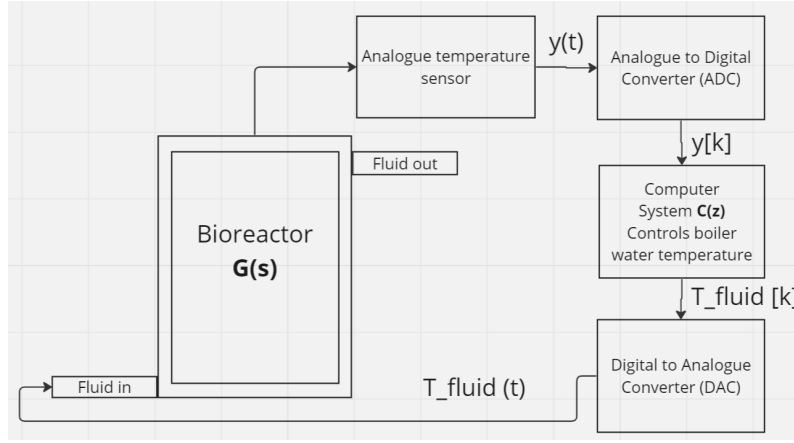 Analogue temperature
sensor
y(t)
Analogue to Digital
Converter (ADC)
y[k]
Fluid out
Bioreactor
G(s)
Computer
System C(z)
Controls boiler
water temperature
T_fluid [k]
Digital to Analogue
Converter (DAC)
T_fluid (t)
Fluid in